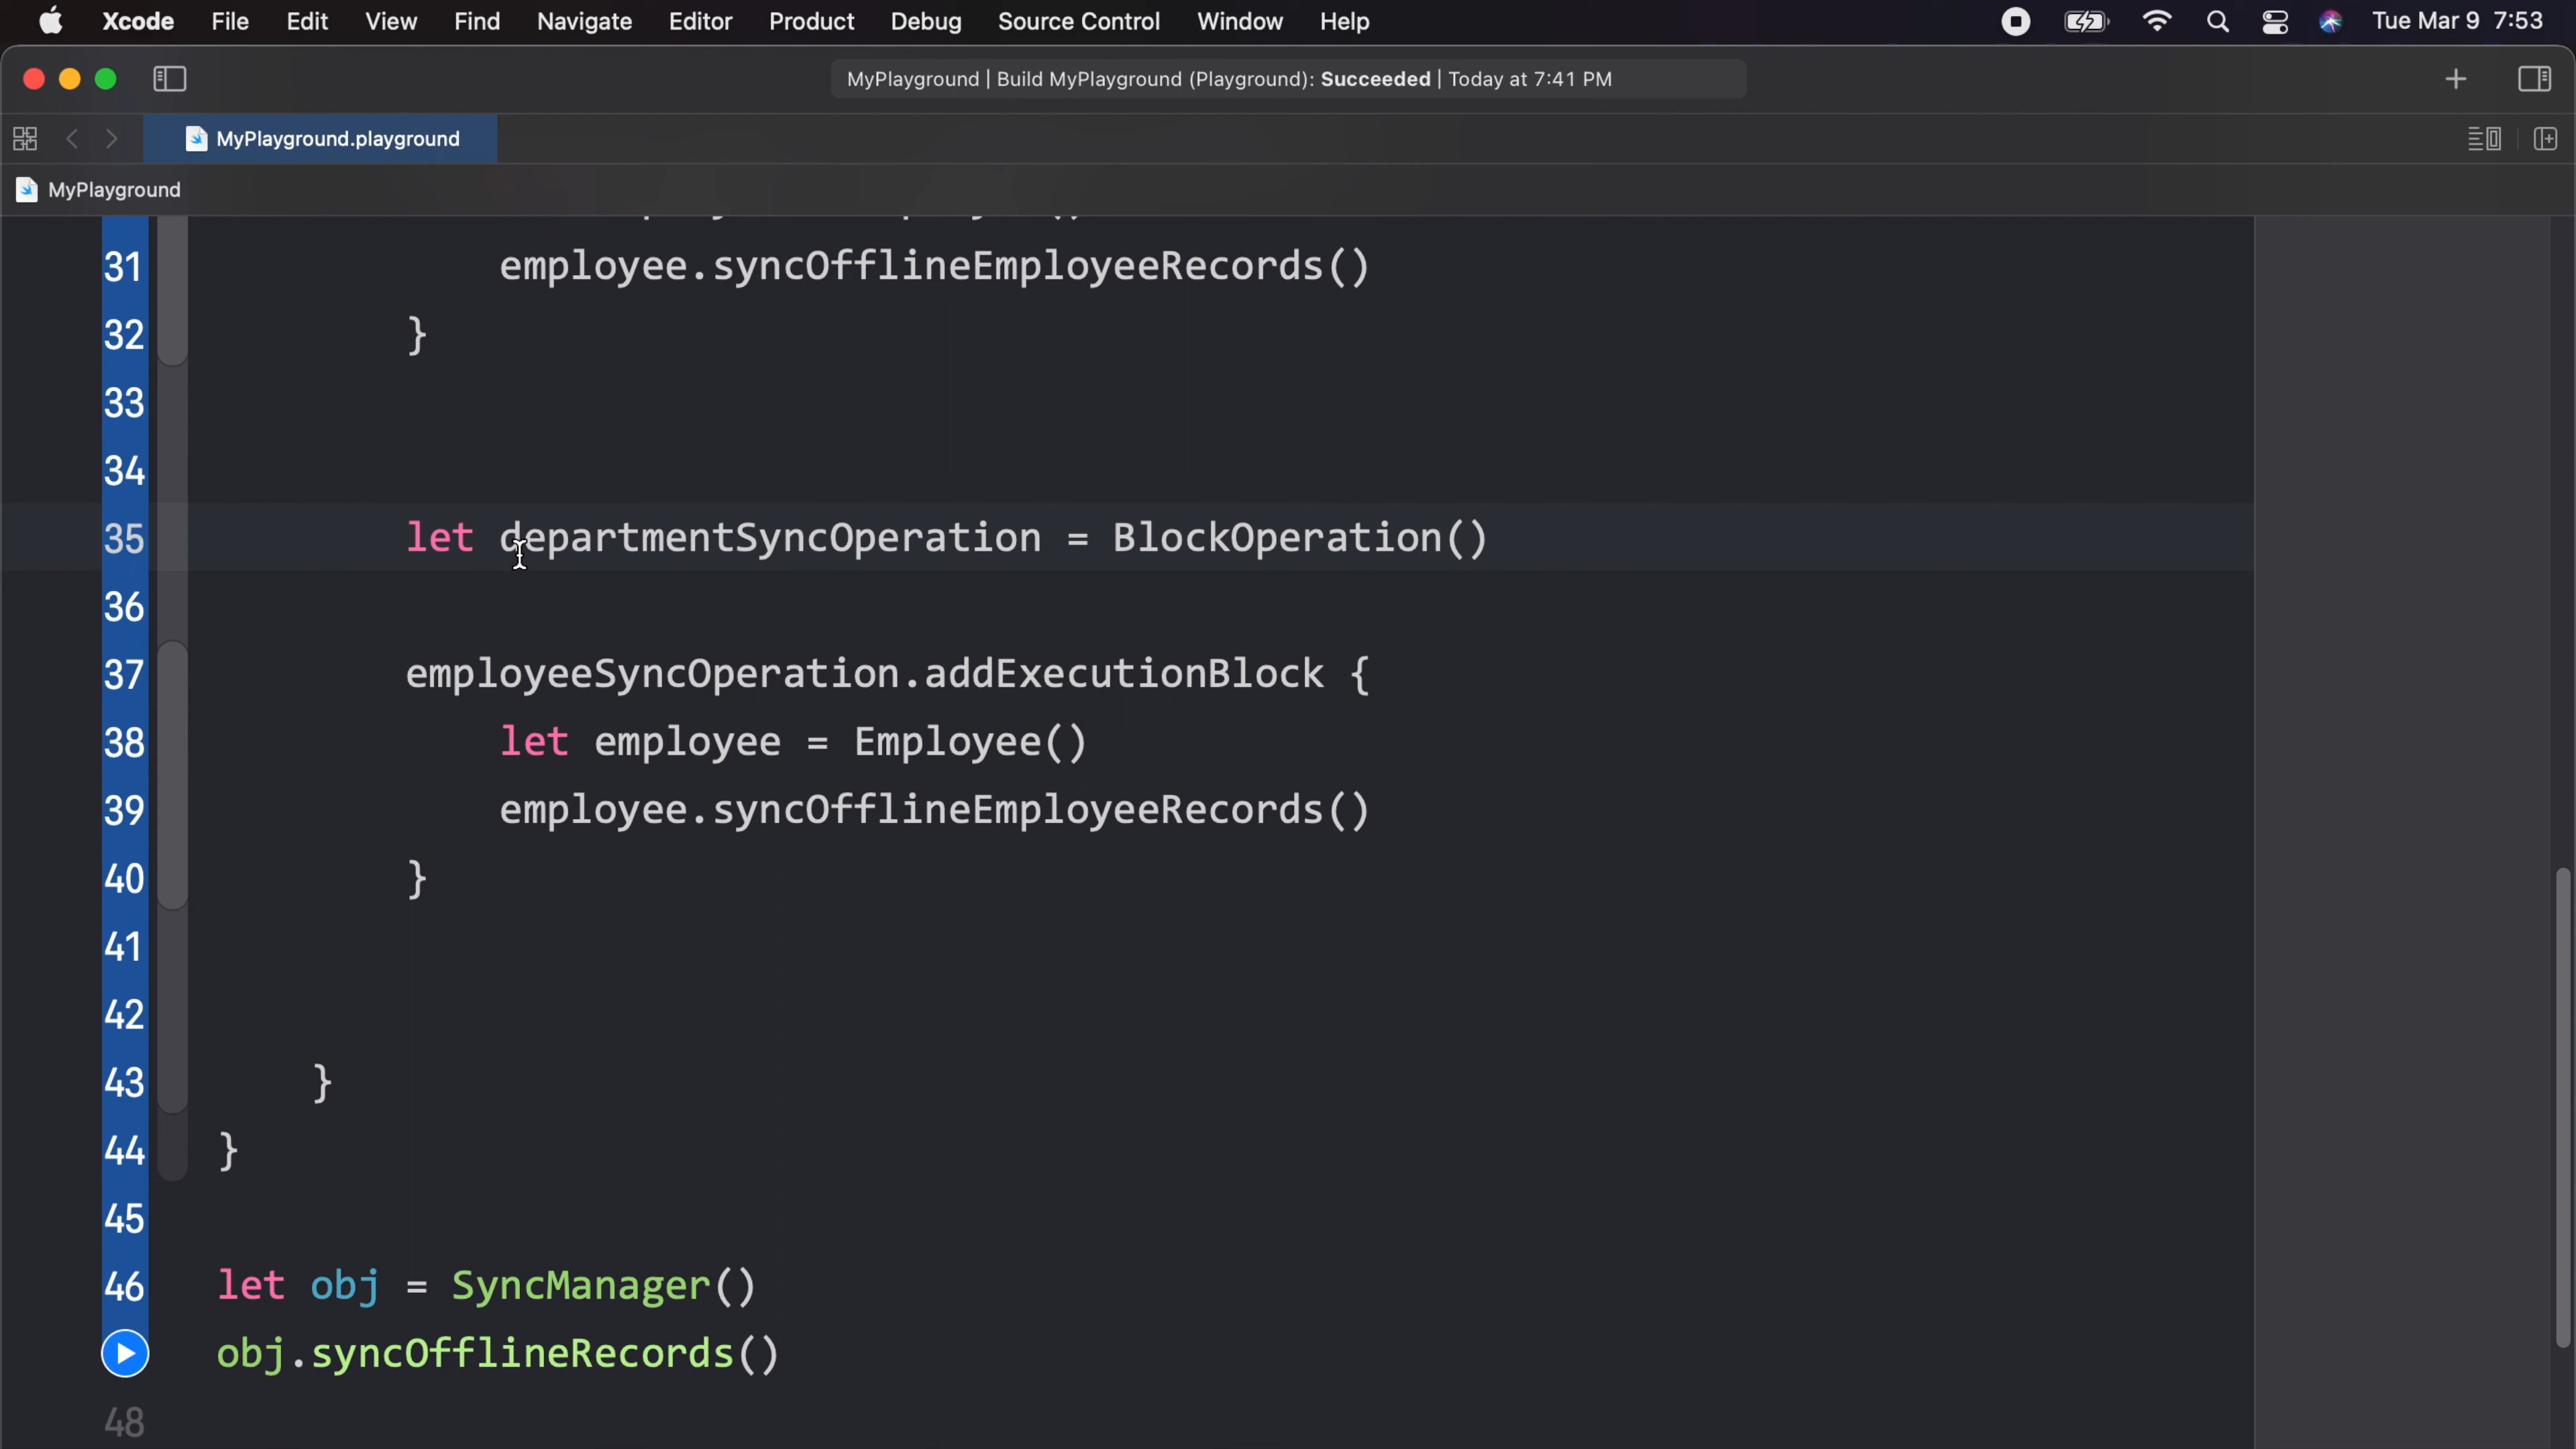 Xcode File Edit View Find Navigate Editor Product Debug Source Control Window Help Tue Mar 9 7:53
MyPlayground | Build MyPlayground (Playground): Succeeded | Today at 7:41 PM
MyPlayground.playground
MyPlayground
31 employee.syncOfflineEmployeeRecords()
32 }
33
34
35 let departmentSyncOperation = BlockOperation()
36
37 employeeSyncOperation.addExecutionBlock {
38 let employee = Employee()
39 employee.syncOfflineEmployeeRecords()
40 }
41
42
43 }
44 }
45
46 let obj = SyncManager()
obj.syncOfflineRecords()
48